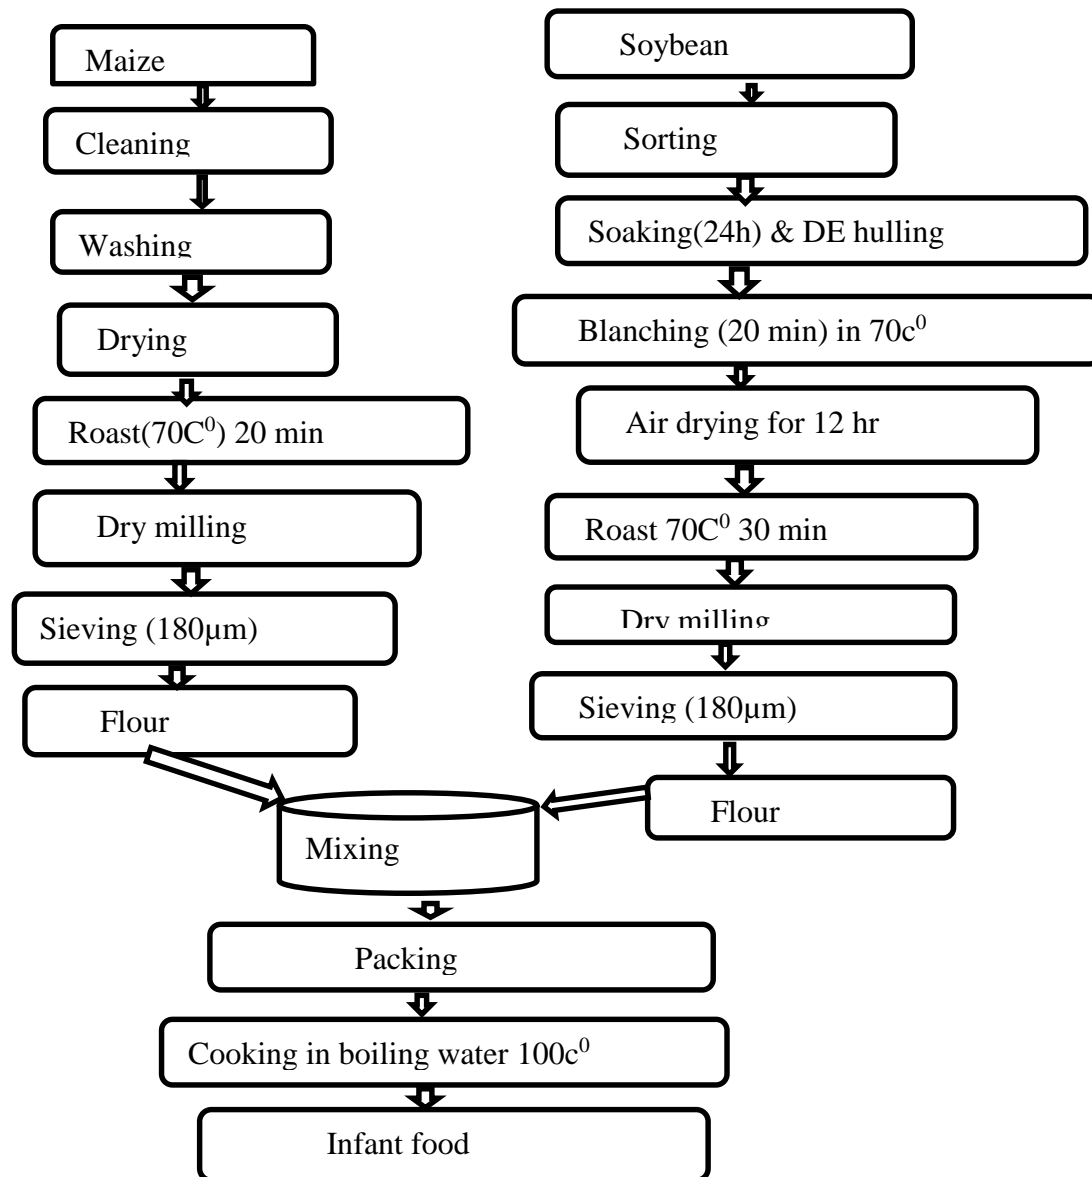 Maize
Cleaning
Washing
Drying
Roast(70C⁰) 20 min
Dry milling
Sieving (180µm)
Flour
Soybean
Sorting
Soaking(24h) & DE hulling
Blanching (20 min) in 70c⁰
Air drying for 12 hr
Roast 70C⁰ 30 min
Dry milling
Sieving (180µm)
Flour
Mixing
Packing
Cooking in boiling water 100c⁰
Infant food